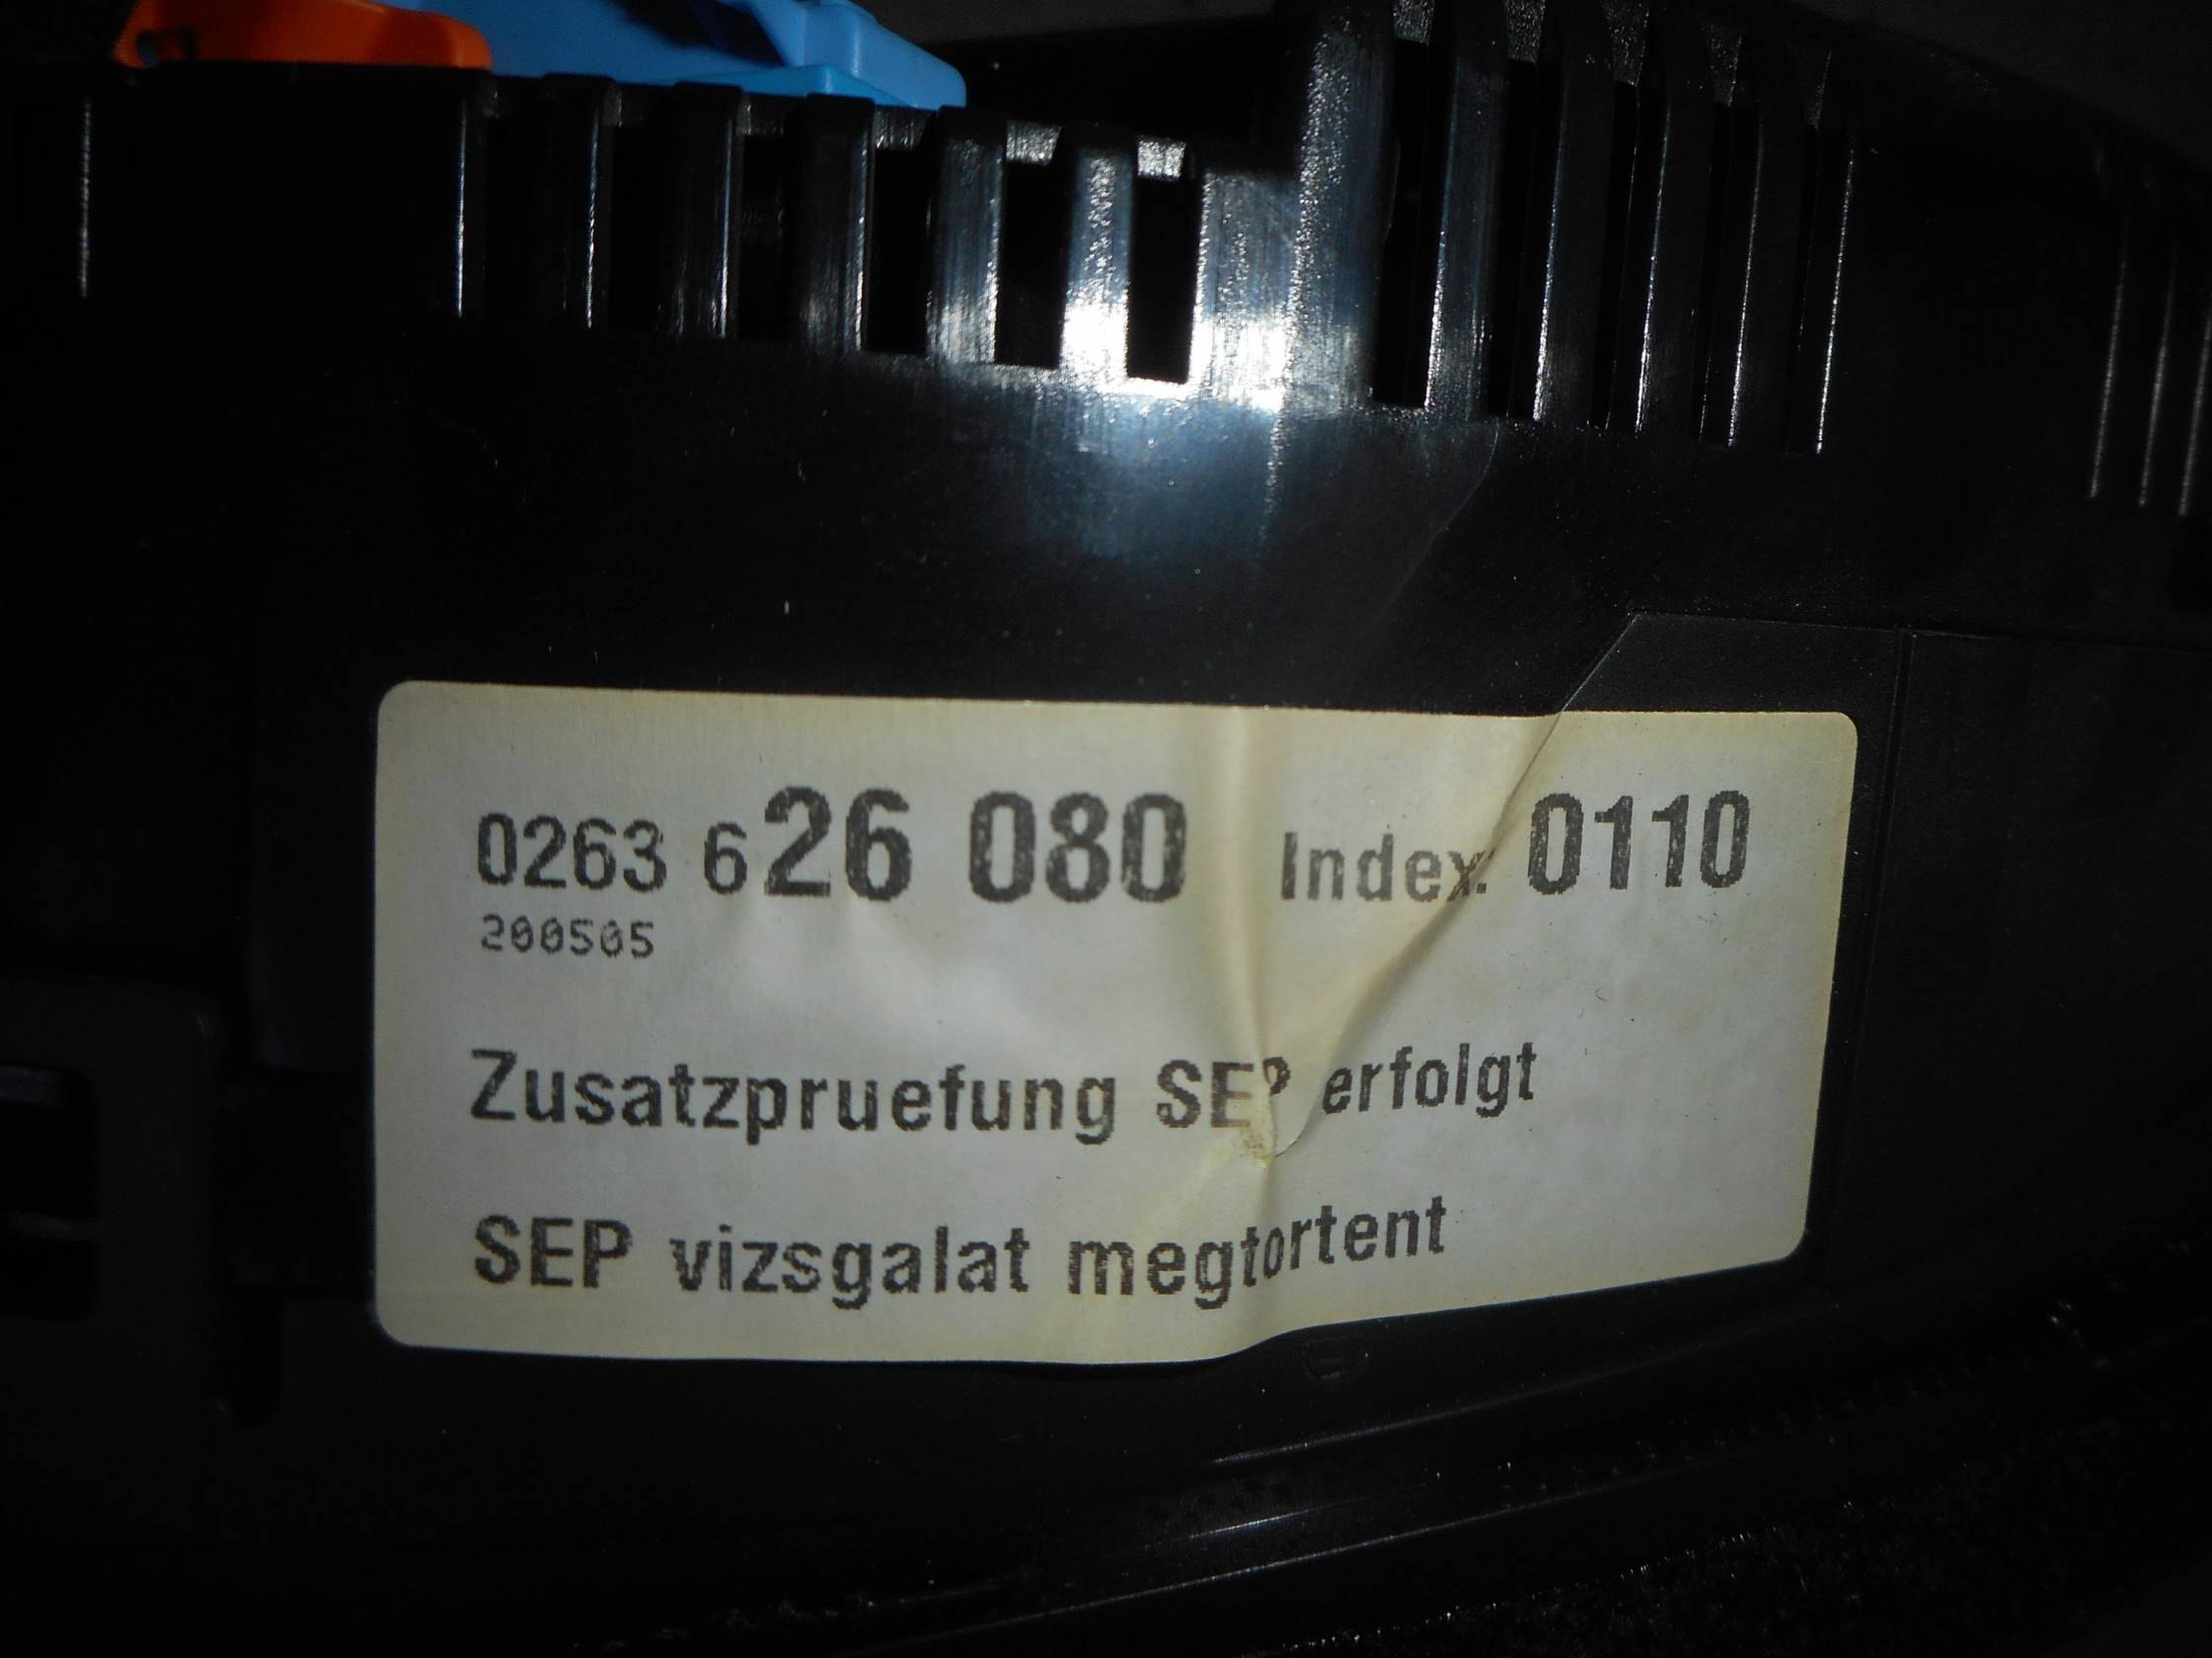 0263 626 080 Index: 0110
200505
Zusatzpruefung SEP erfolgt
SEP vizsgalat megtortent